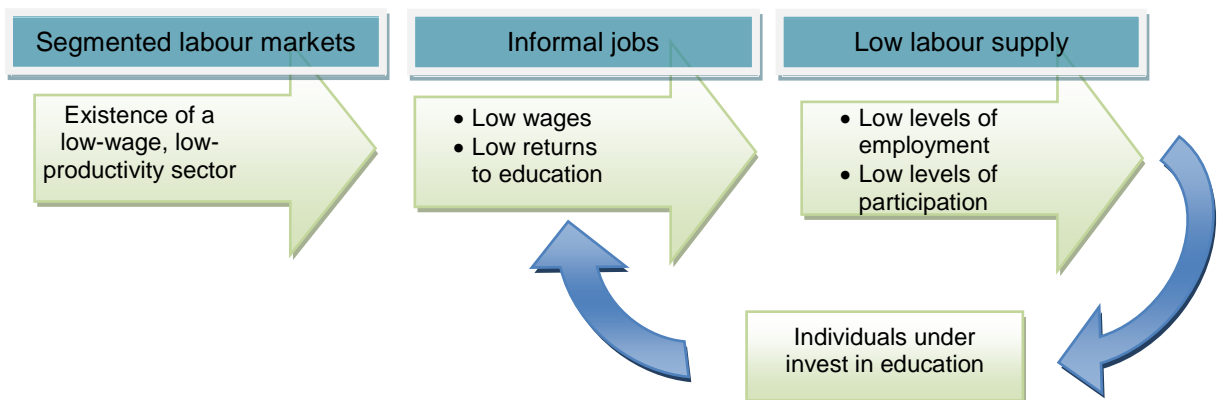 Segmented labour markets
Existence of a
low-wage, low-
productivity sector
Informal jobs
• Low wages
• Low returns
to education
Low labour supply
• Low levels of
employment
• Low levels of
participation
Individuals under
invest in education